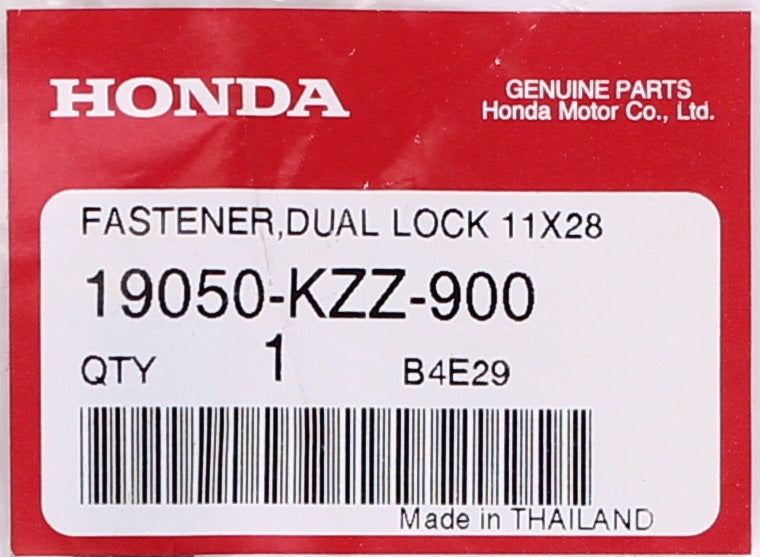 HONDA
GENUINE PARTS
Honda Motor Co., Ltd.
FASTENER,DUAL LOCK 11X28
19050-KZZ-900
QTY 1 B4E29
Made in THAILAND